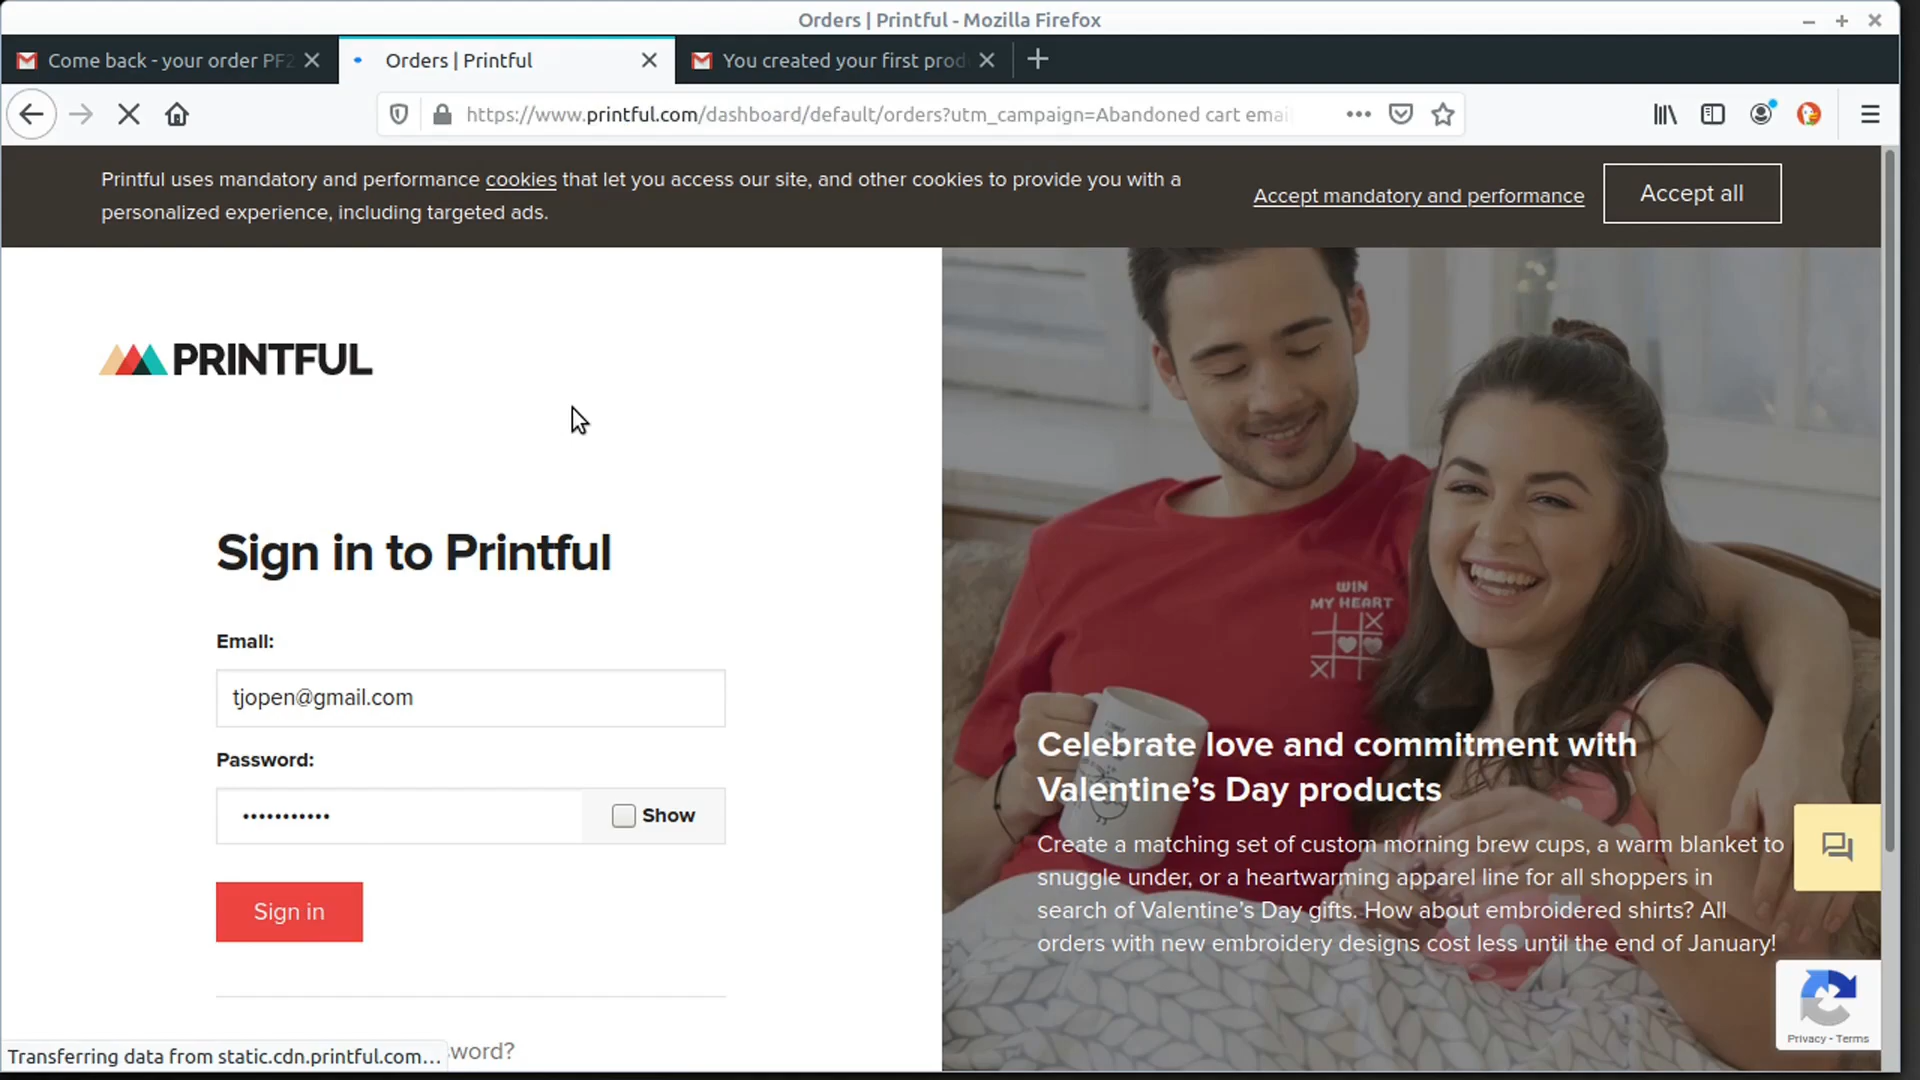 Orders | Printful - Mozilla Firefox
Come back - your order PF2
Orders | Printful
You created your first prod
https://www.printful.com/dashboard/default/orders?utm_campaign=Abandoned cart emai
Printful uses mandatory and performance cookies that let you access our site, and other cookies to provide you with a
personalized experience, including targeted ads.
Accept mandatory and performance
Accept all
PRINTFUL
WIN
MY HEART
Sign in to Printful
Email:
tjopen@gmail.com
Password:
•••••••••••
Show
Sign in
Celebrate love and commitment with
Valentine's Day products
Create a matching set of custom morning brew cups, a warm blanket to
snuggle under, or a heartwarming apparel line for all shoppers in
search of Valentine's Day gifts. How about embroidered shirts? All
orders with new embroidery designs cost less until the end of January!
Privacy - Terms
Transferring data from static.cdn.printful.com...
sword?